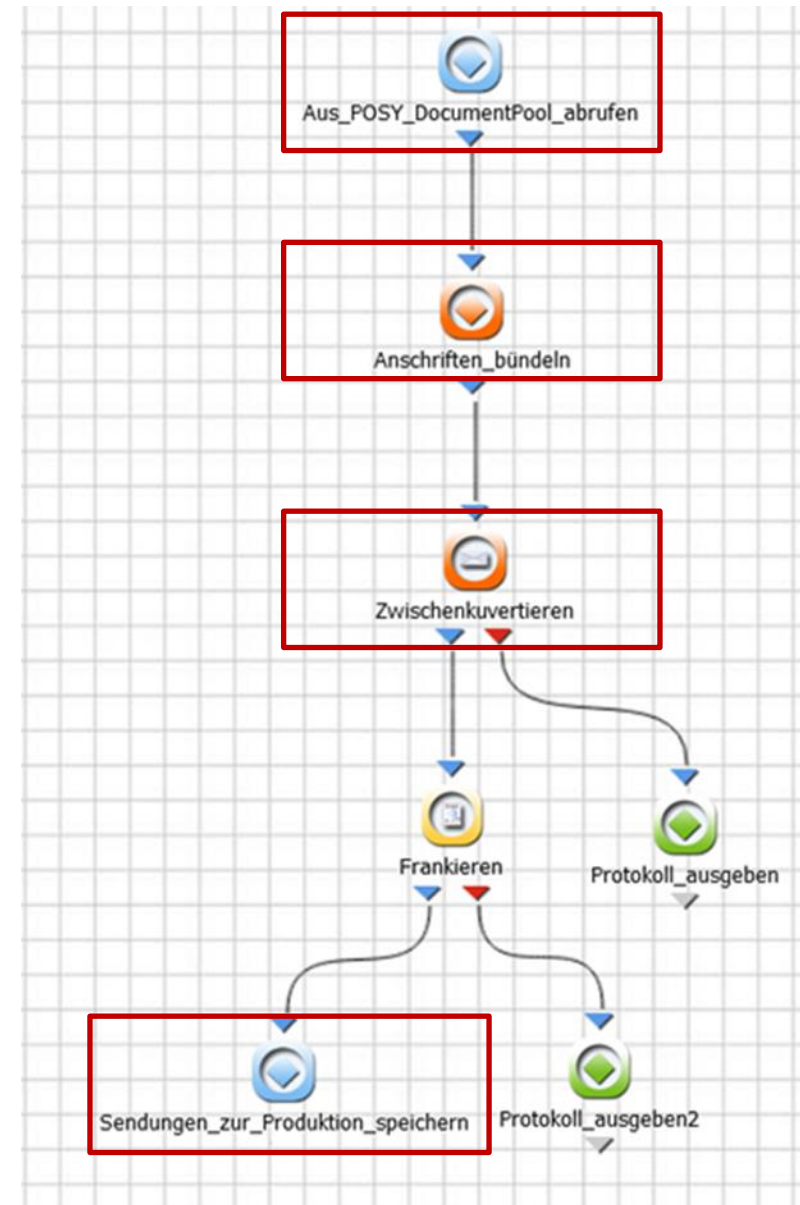 Aus_POSY_DocumentPool_abrufen
Anschriften_bündeln
Zwischenkuvertieren
Frankieren
Protokoll_ausgeben
Sendungen_zur_Produktion_speichern
Protokoll_ausgeben2